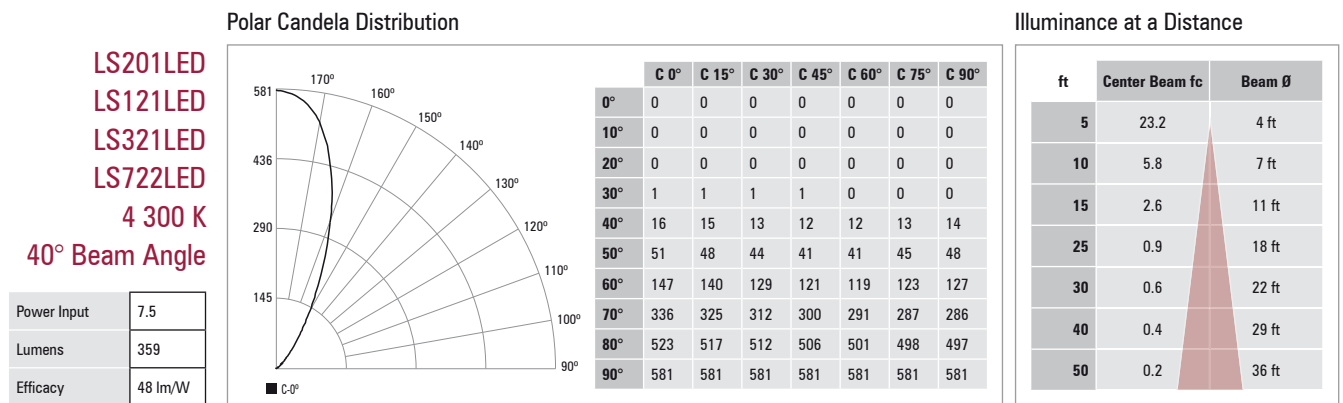 Polar Candela Distribution
Illuminance at a Distance
LS201LED
LS121LED
LS321LED
LS722LED
4 300 K
40° Beam Angle
Power Input 7.5
Lumens 359
Efficacy 48 lm/W
581
436
290
145
170º
160º
150º
140º
130º
120º
110º
100º
90º
C-0º
C 0° C 15° C 30° C 45° C 60° C 75° C 90°
0° 0 0 0 0 0 0 0
10° 0 0 0 0 0 0 0
20° 0 0 0 0 0 0 0
30° 1 1 1 1 0 0 0
40° 16 15 13 12 12 13 14
50° 51 48 44 41 41 45 48
60° 147 140 129 121 119 123 127
70° 336 325 312 300 291 287 286
80° 523 517 512 506 501 498 497
90° 581 581 581 581 581 581 581
ft Center Beam fc Beam Ø
5 23.2 4 ft
10 5.8 7 ft
15 2.6 11 ft
25 0.9 18 ft
30 0.6 22 ft
40 0.4 29 ft
50 0.2 36 ft